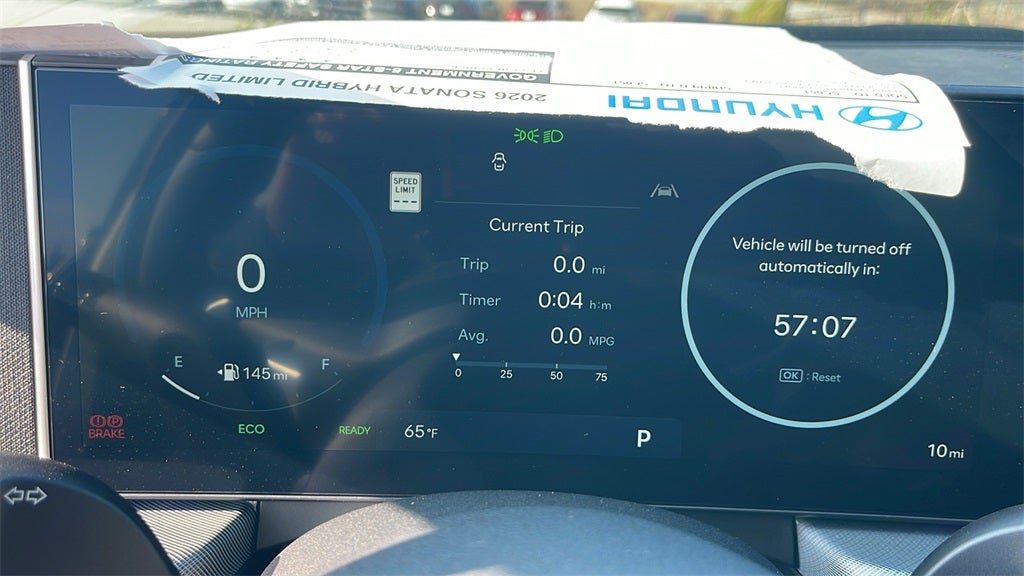 HYUNDAI
2026 SONATA HYBRID LIMITED
GOVERNMENT 5-STAR SAFETY RATINGS
SPEED
LIMIT
---
Current Trip
Trip 0.0 mi
Timer 0:04 h:m
Avg. 0.0 MPG
0 25 50 75
0
MPH
E 145 mi F
BRAKE
ECO
READY
65°F
P
Vehicle will be turned off
automatically in:
57:07
OK : Reset
10 mi